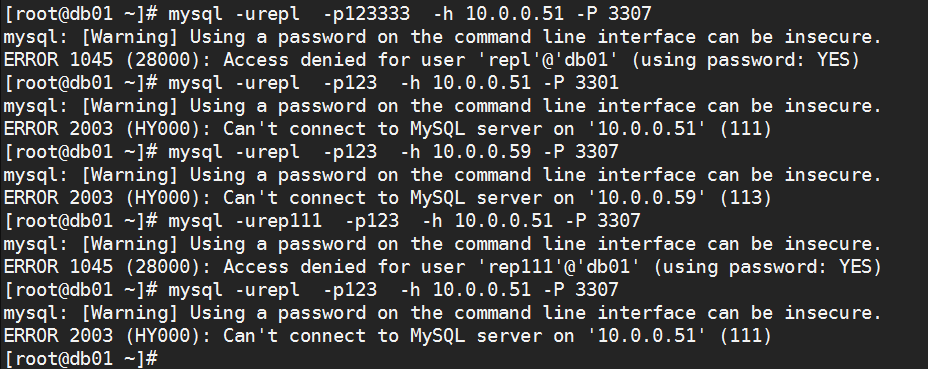 [root@db01 ~]# mysql -urepl  -p123333  -h 10.0.0.51 -P 3307
mysql: [Warning] Using a password on the command line interface can be insecure.
ERROR 1045 (28000): Access denied for user 'repl'@'db01' (using password: YES)
[root@db01 ~]# mysql -urepl  -p123  -h 10.0.0.51 -P 3301
mysql: [Warning] Using a password on the command line interface can be insecure.
ERROR 2003 (HY000): Can't connect to MySQL server on '10.0.0.51' (111)
[root@db01 ~]# mysql -urepl  -p123  -h 10.0.0.59 -P 3307
mysql: [Warning] Using a password on the command line interface can be insecure.
ERROR 2003 (HY000): Can't connect to MySQL server on '10.0.0.59' (113)
[root@db01 ~]# mysql -urep111  -p123  -h 10.0.0.51 -P 3307
mysql: [Warning] Using a password on the command line interface can be insecure.
ERROR 1045 (28000): Access denied for user 'rep111'@'db01' (using password: YES)
[root@db01 ~]# mysql -urepl  -p123  -h 10.0.0.51 -P 3307
mysql: [Warning] Using a password on the command line interface can be insecure.
ERROR 2003 (HY000): Can't connect to MySQL server on '10.0.0.51' (111)
[root@db01 ~]#